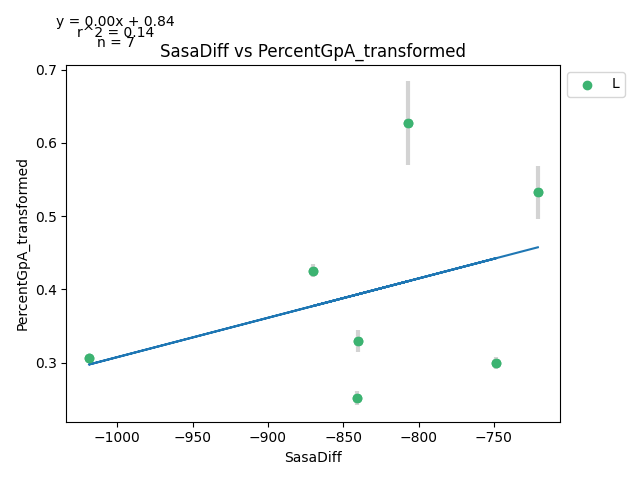 y = 0.00x + 0.84
r^2 = 0.14
n = 7
SasaDiff vs PercentGpA_transformed
L
PercentGpA_transformed
0.7
0.6
0.5
0.4
0.3
−1000
−950
−900
−850
−800
−750
SasaDiff